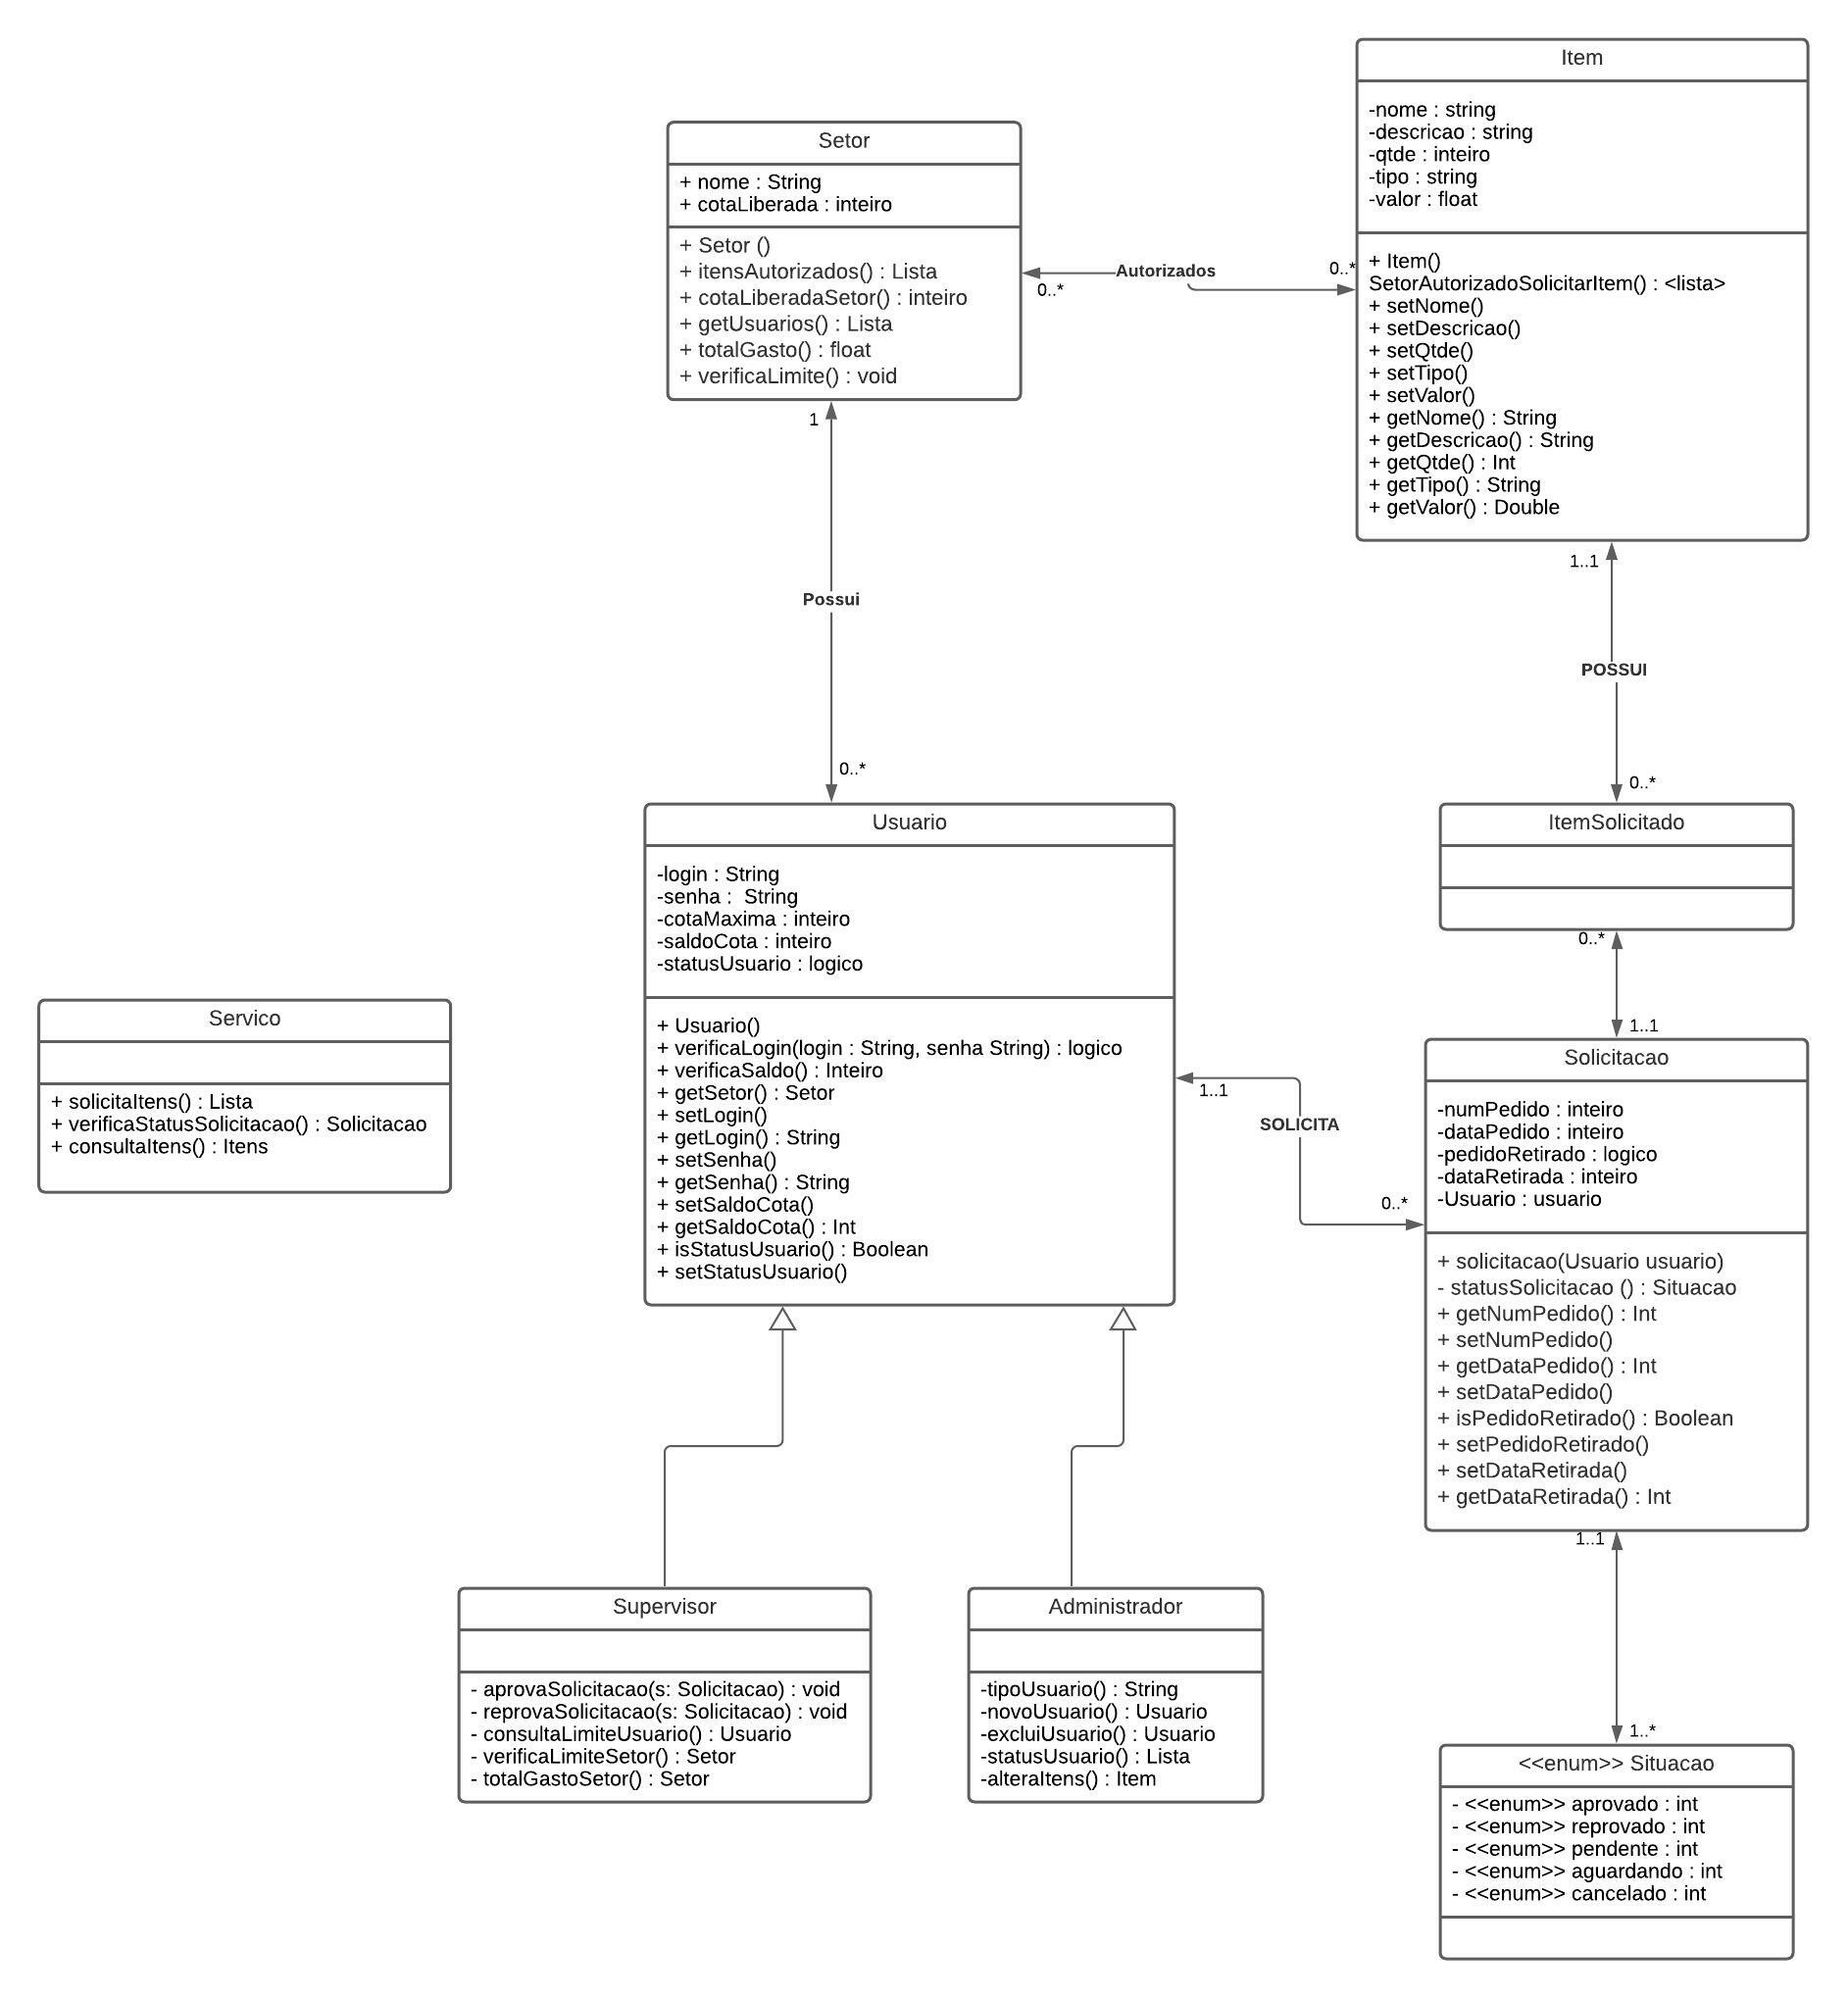 Item
-nome : string
-descricao : string
-qtde : inteiro
-tipo : string
-valor : float
+ Item()
SetorAutorizadoSolicitarItem() : <lista>
+ setNome()
+ setDescricao()
+ setQtde()
+ setTipo()
+ setValor()
+ getNome() : String
+ getDescricao() : String
+ getQtde() : Int
+ getTipo() : String
+ getValor() : Double
Setor
+ nome : String
+ cotaLiberada : inteiro
+ Setor ()
+ itensAutorizados() : Lista
+ cotaLiberadaSetor() : inteiro
+ getUsuarios() : Lista
+ totalGasto() : float
+ verificaLimite() : void
Autorizados
0..*
0..*
1
Possui
0..*
1..1
POSSUI
0..*
Usuario
-login : String
-senha :  String
-cotaMaxima : inteiro
-saldoCota : inteiro
-statusUsuario : logico
+ Usuario()
+ verificaLogin(login : String, senha String) : logico
+ verificaSaldo() : Inteiro
+ getSetor() : Setor
+ setLogin()
+ getLogin() : String
+ setSenha()
+ getSenha() : String
+ setSaldoCota()
+ getSaldoCota() : Int
+ isStatusUsuario() : Boolean
+ setStatusUsuario()
ItemSolicitado
0..*
1..1
Servico
+ solicitaItens() : Lista
+ verificaStatusSolicitacao() : Solicitacao
+ consultaItens() : Itens
1..1
SOLICITA
0..*
Solicitacao
-numPedido : inteiro
-dataPedido : inteiro
-pedidoRetirado : logico
-dataRetirada : inteiro
-Usuario : usuario
+ solicitacao(Usuario usuario)
- statusSolicitacao () : Situacao
+ getNumPedido() : Int
+ setNumPedido()
+ getDataPedido() : Int
+ setDataPedido()
+ isPedidoRetirado() : Boolean
+ setPedidoRetirado()
+ setDataRetirada()
+ getDataRetirada() : Int
1..1
1..*
Supervisor
- aprovaSolicitacao(s: Solicitacao) : void
- reprovaSolicitacao(s: Solicitacao) : void
- consultaLimiteUsuario() : Usuario
- verificaLimiteSetor() : Setor
- totalGastoSetor() : Setor
Administrador
-tipoUsuario() : String
-novoUsuario() : Usuario
-excluiUsuario() : Usuario
-statusUsuario() : Lista
-alteraItens() : Item
<<enum>> Situacao
- <<enum>> aprovado : int
- <<enum>> reprovado : int
- <<enum>> pendente : int
- <<enum>> aguardando : int
- <<enum>> cancelado : int